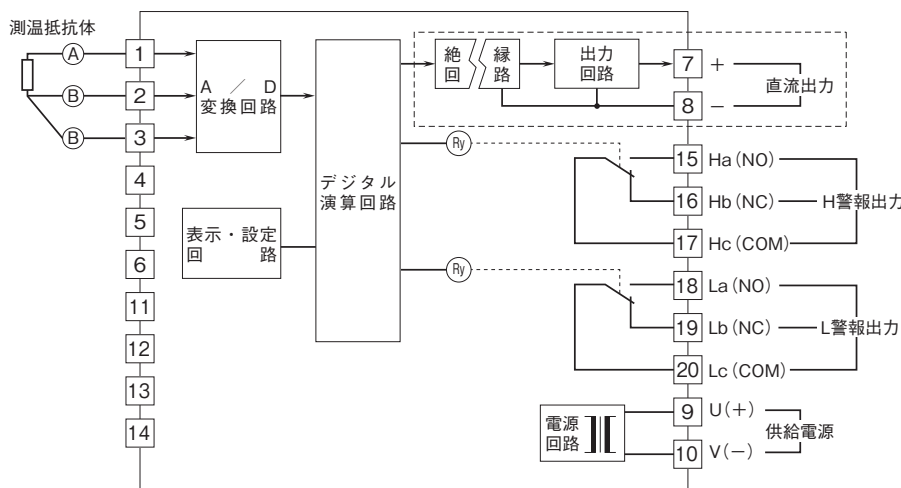 測温抵抗体
A
B
B
1
2
3
4
5
6
11
12
13
14
A ／ D
変換回路
表示・設定
回 路
デジタル
演算回路
絶 縁
回 路
出力
回路
Ry
Ry
7 ＋
8 －
直流出力
15 Ha（NO）
16 Hb（NC）
17 Hc（COM）
H警報出力
18 La（NO）
19 Lb（NC）
20 Lc（COM）
L警報出力
電源
回路
9 U（＋）
10 V（－）
供給電源